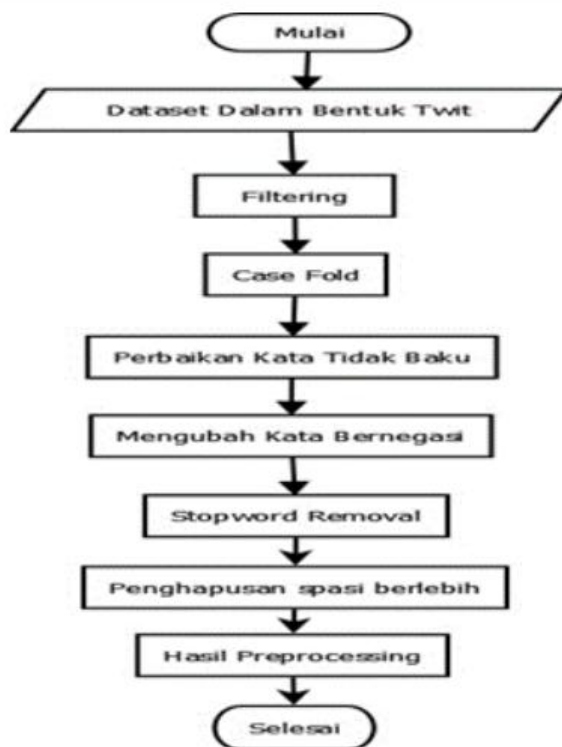 Mulai
Dataset Dalam Bentuk Twit
Filtering
Case Fold
Perbaikan Kata Tidak Baku
Mengubah Kata Bernegasi
Stopword Removal
Penghapusan spasi berlebih
Hasil Preprocessing
Selesai